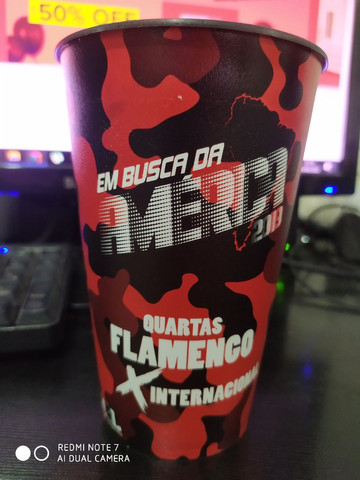 50% OFF
EM BUSCA DA
AMÉRICA
2019
QUARTAS
FLAMENGO
X INTERNACIONAL
REDMI NOTE 7
AI DUAL CAMERA